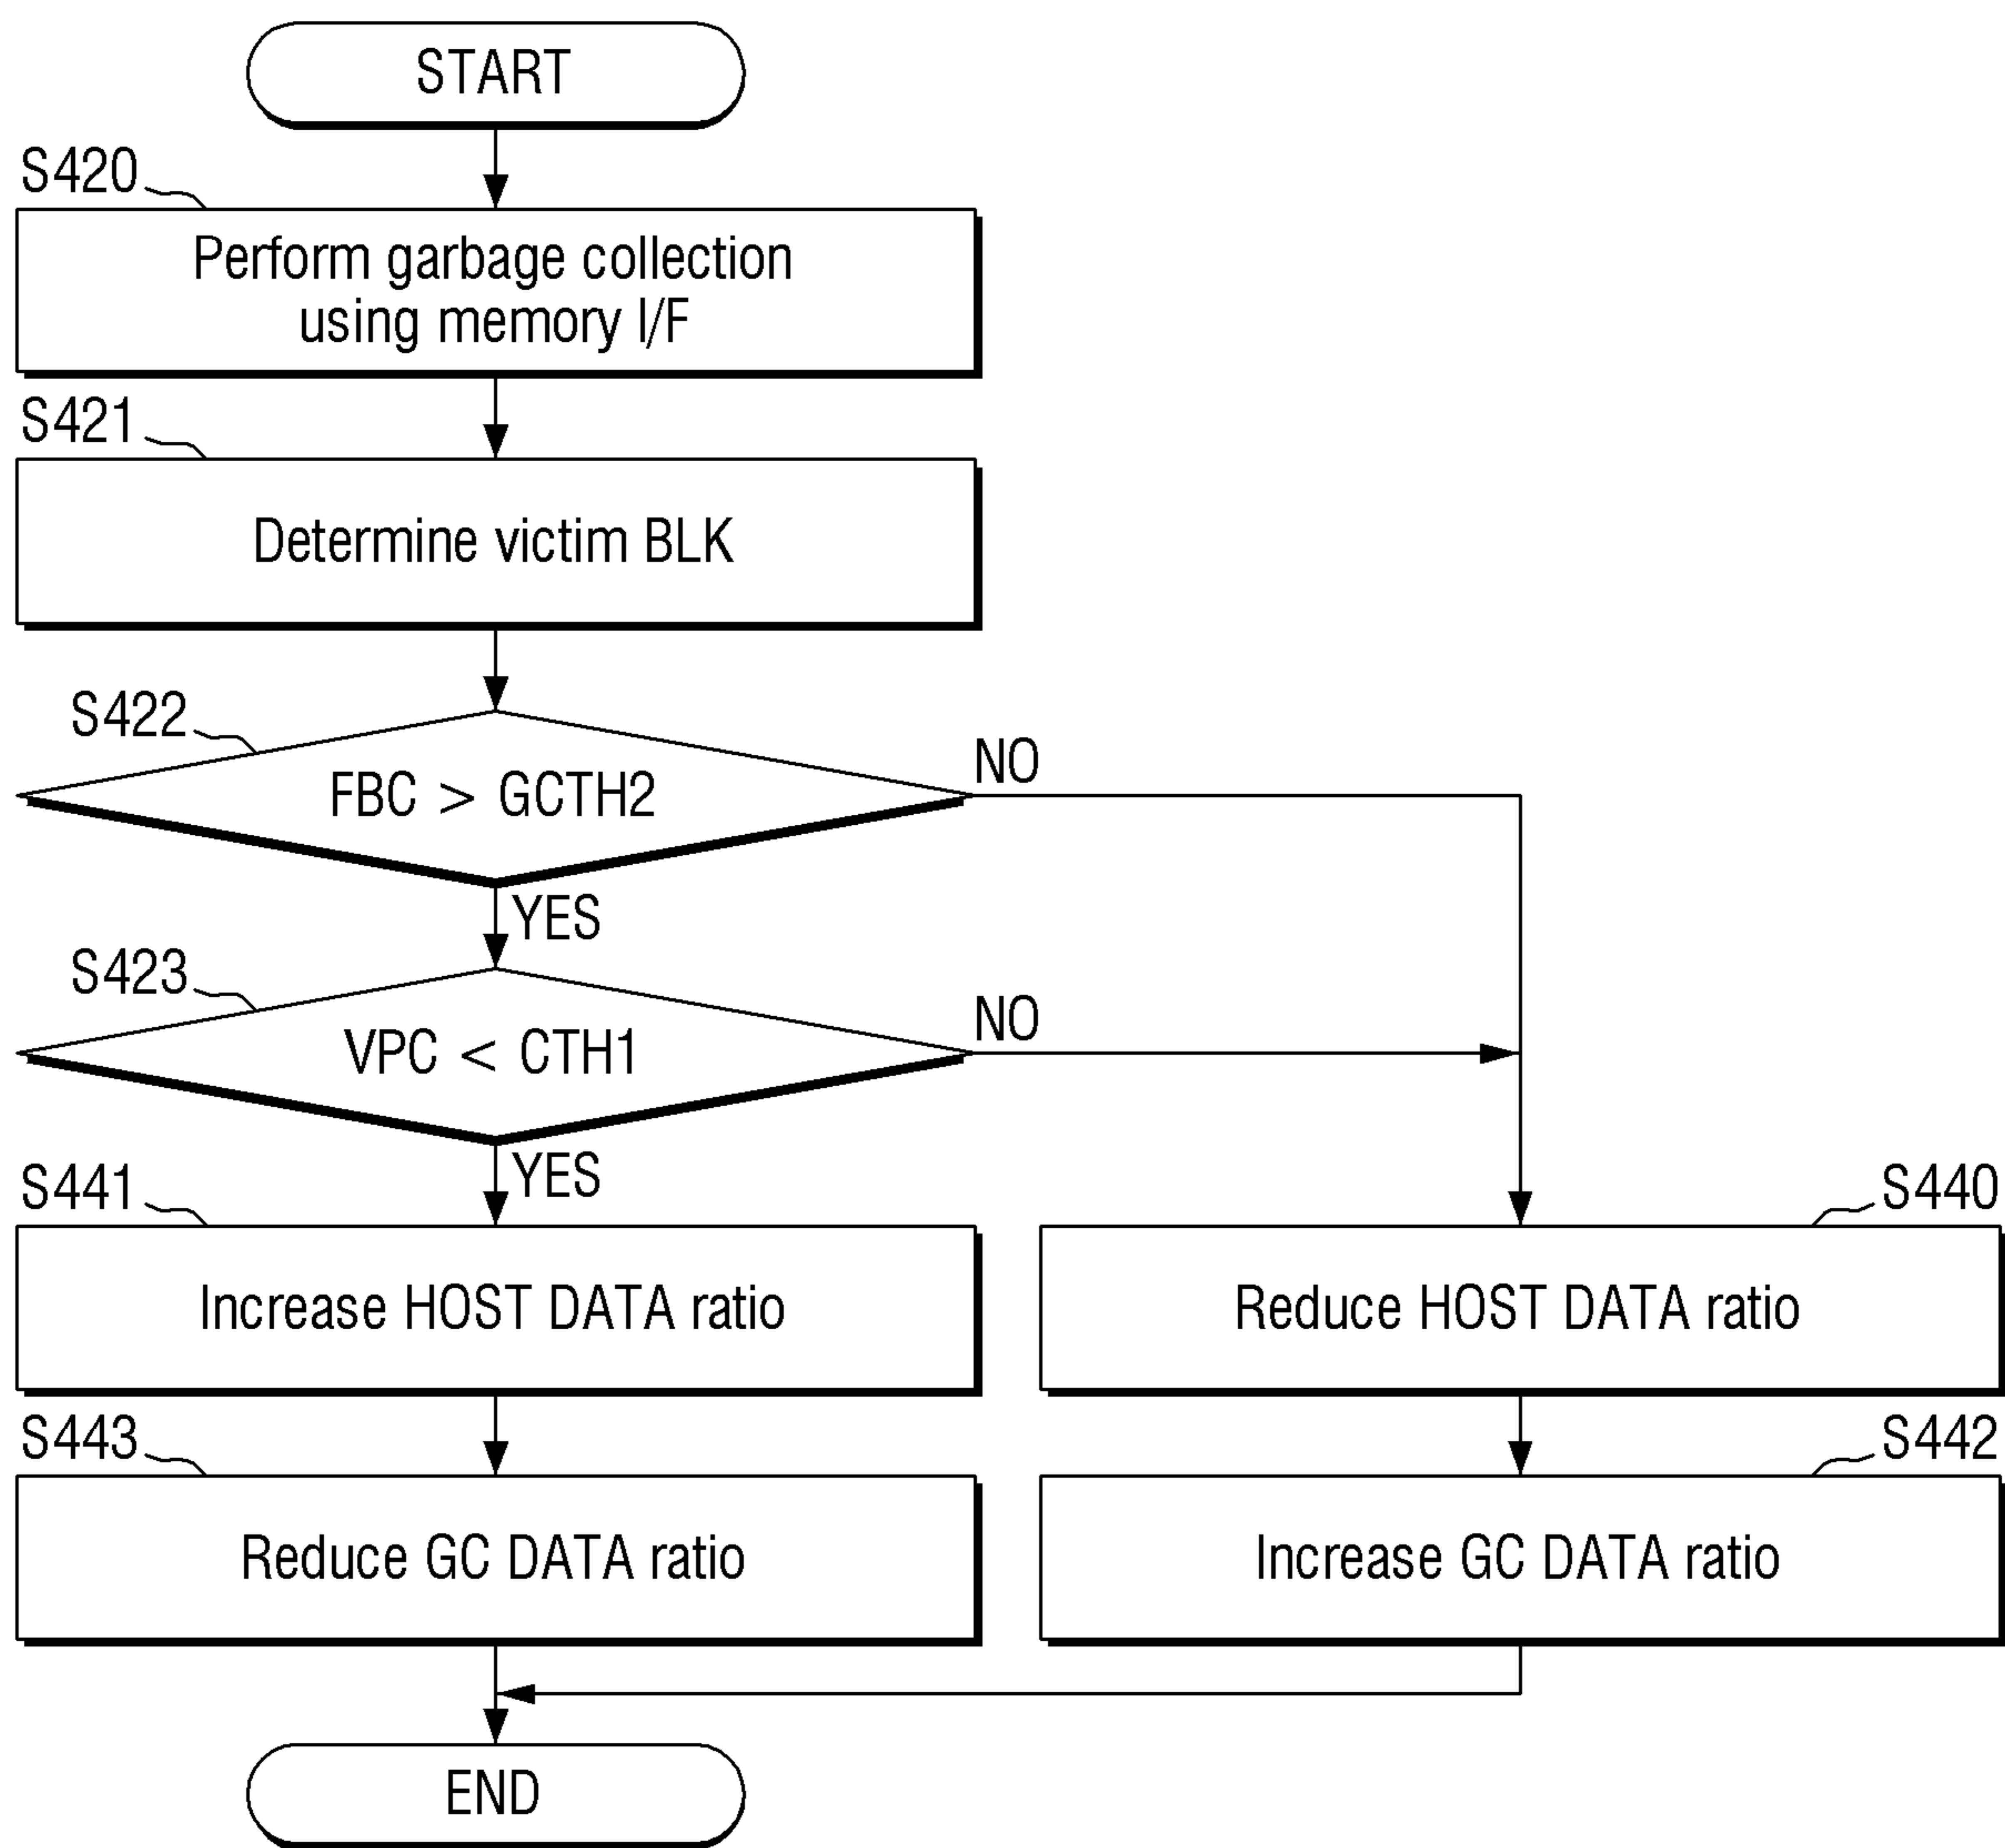 START
S420
Perform garbage collection
using memory I/F
S421
Determine victim BLK
S422
FBC > GCTH2
NO
YES
S423
VPC < CTH1
NO
YES
S441
Increase HOST DATA ratio
S440
Reduce HOST DATA ratio
S443
Reduce GC DATA ratio
S442
Increase GC DATA ratio
END